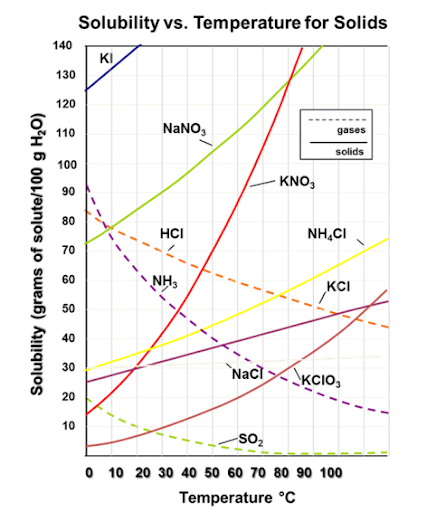 Solubility vs. Temperature for Solids
140
130
120
110
100
90
80
70
60
50
40
30
20
10
Solubility (grams of solute/100 g H₂O)
KI
NaNO₃
gases
solids
KNO₃
HCl
NH₄Cl
NH₃
KCl
NaCl
KClO₃
SO₂
0 10 20 30 40 50 60 70 80 90 100
Temperature °C